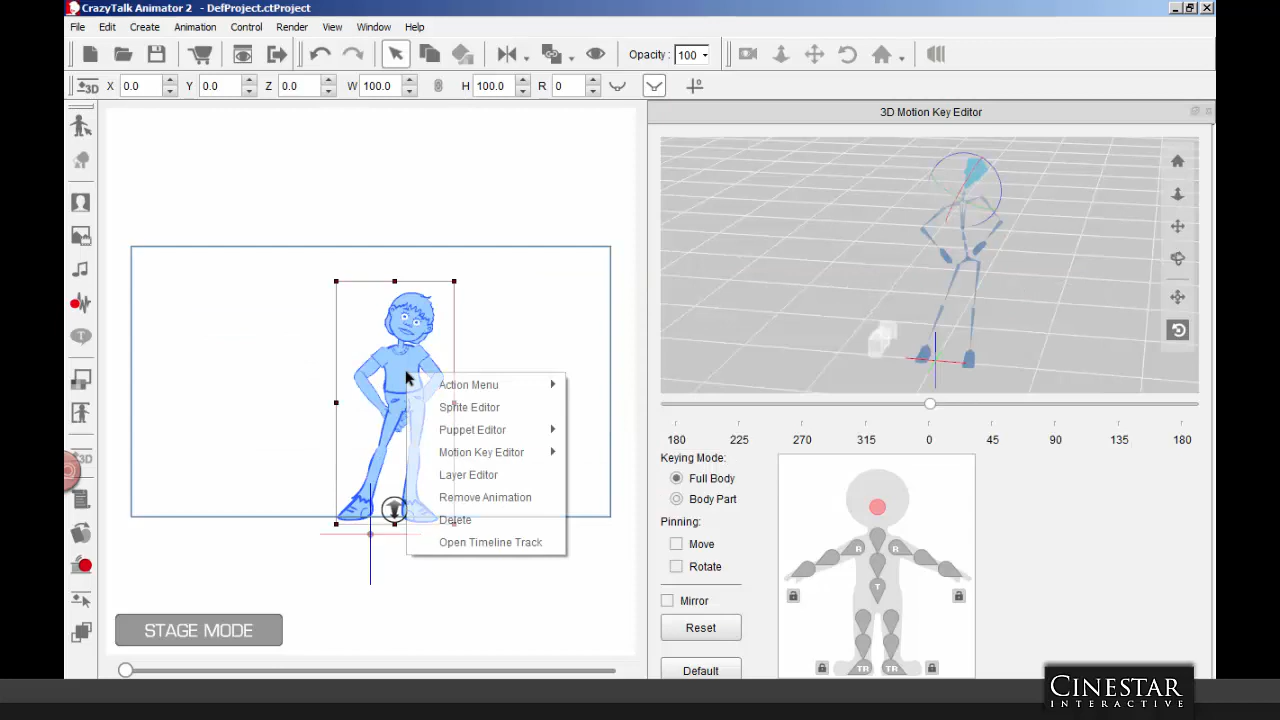 CrazyTalk Animator 2 - DefProject.ctProject
File Edit Create Animation Control Render View Window Help
Opacity: 100
3D X 0.0 Y 0.0 Z 0.0 W 100.0 H 100.0 R 0
3D Motion Key Editor
Action Menu
Sprite Editor
Puppet Editor
Motion Key Editor
Layer Editor
Remove Animation
Delete
Open Timeline Track
STAGE MODE
180 225 270 315 0 45 90 135 180
Keying Mode:
Full Body
Body Part
Pinning:
Move
Rotate
Mirror
Reset
Default
R R
T
TR TR
T
3D
CINESTAR
INTERACTIVE